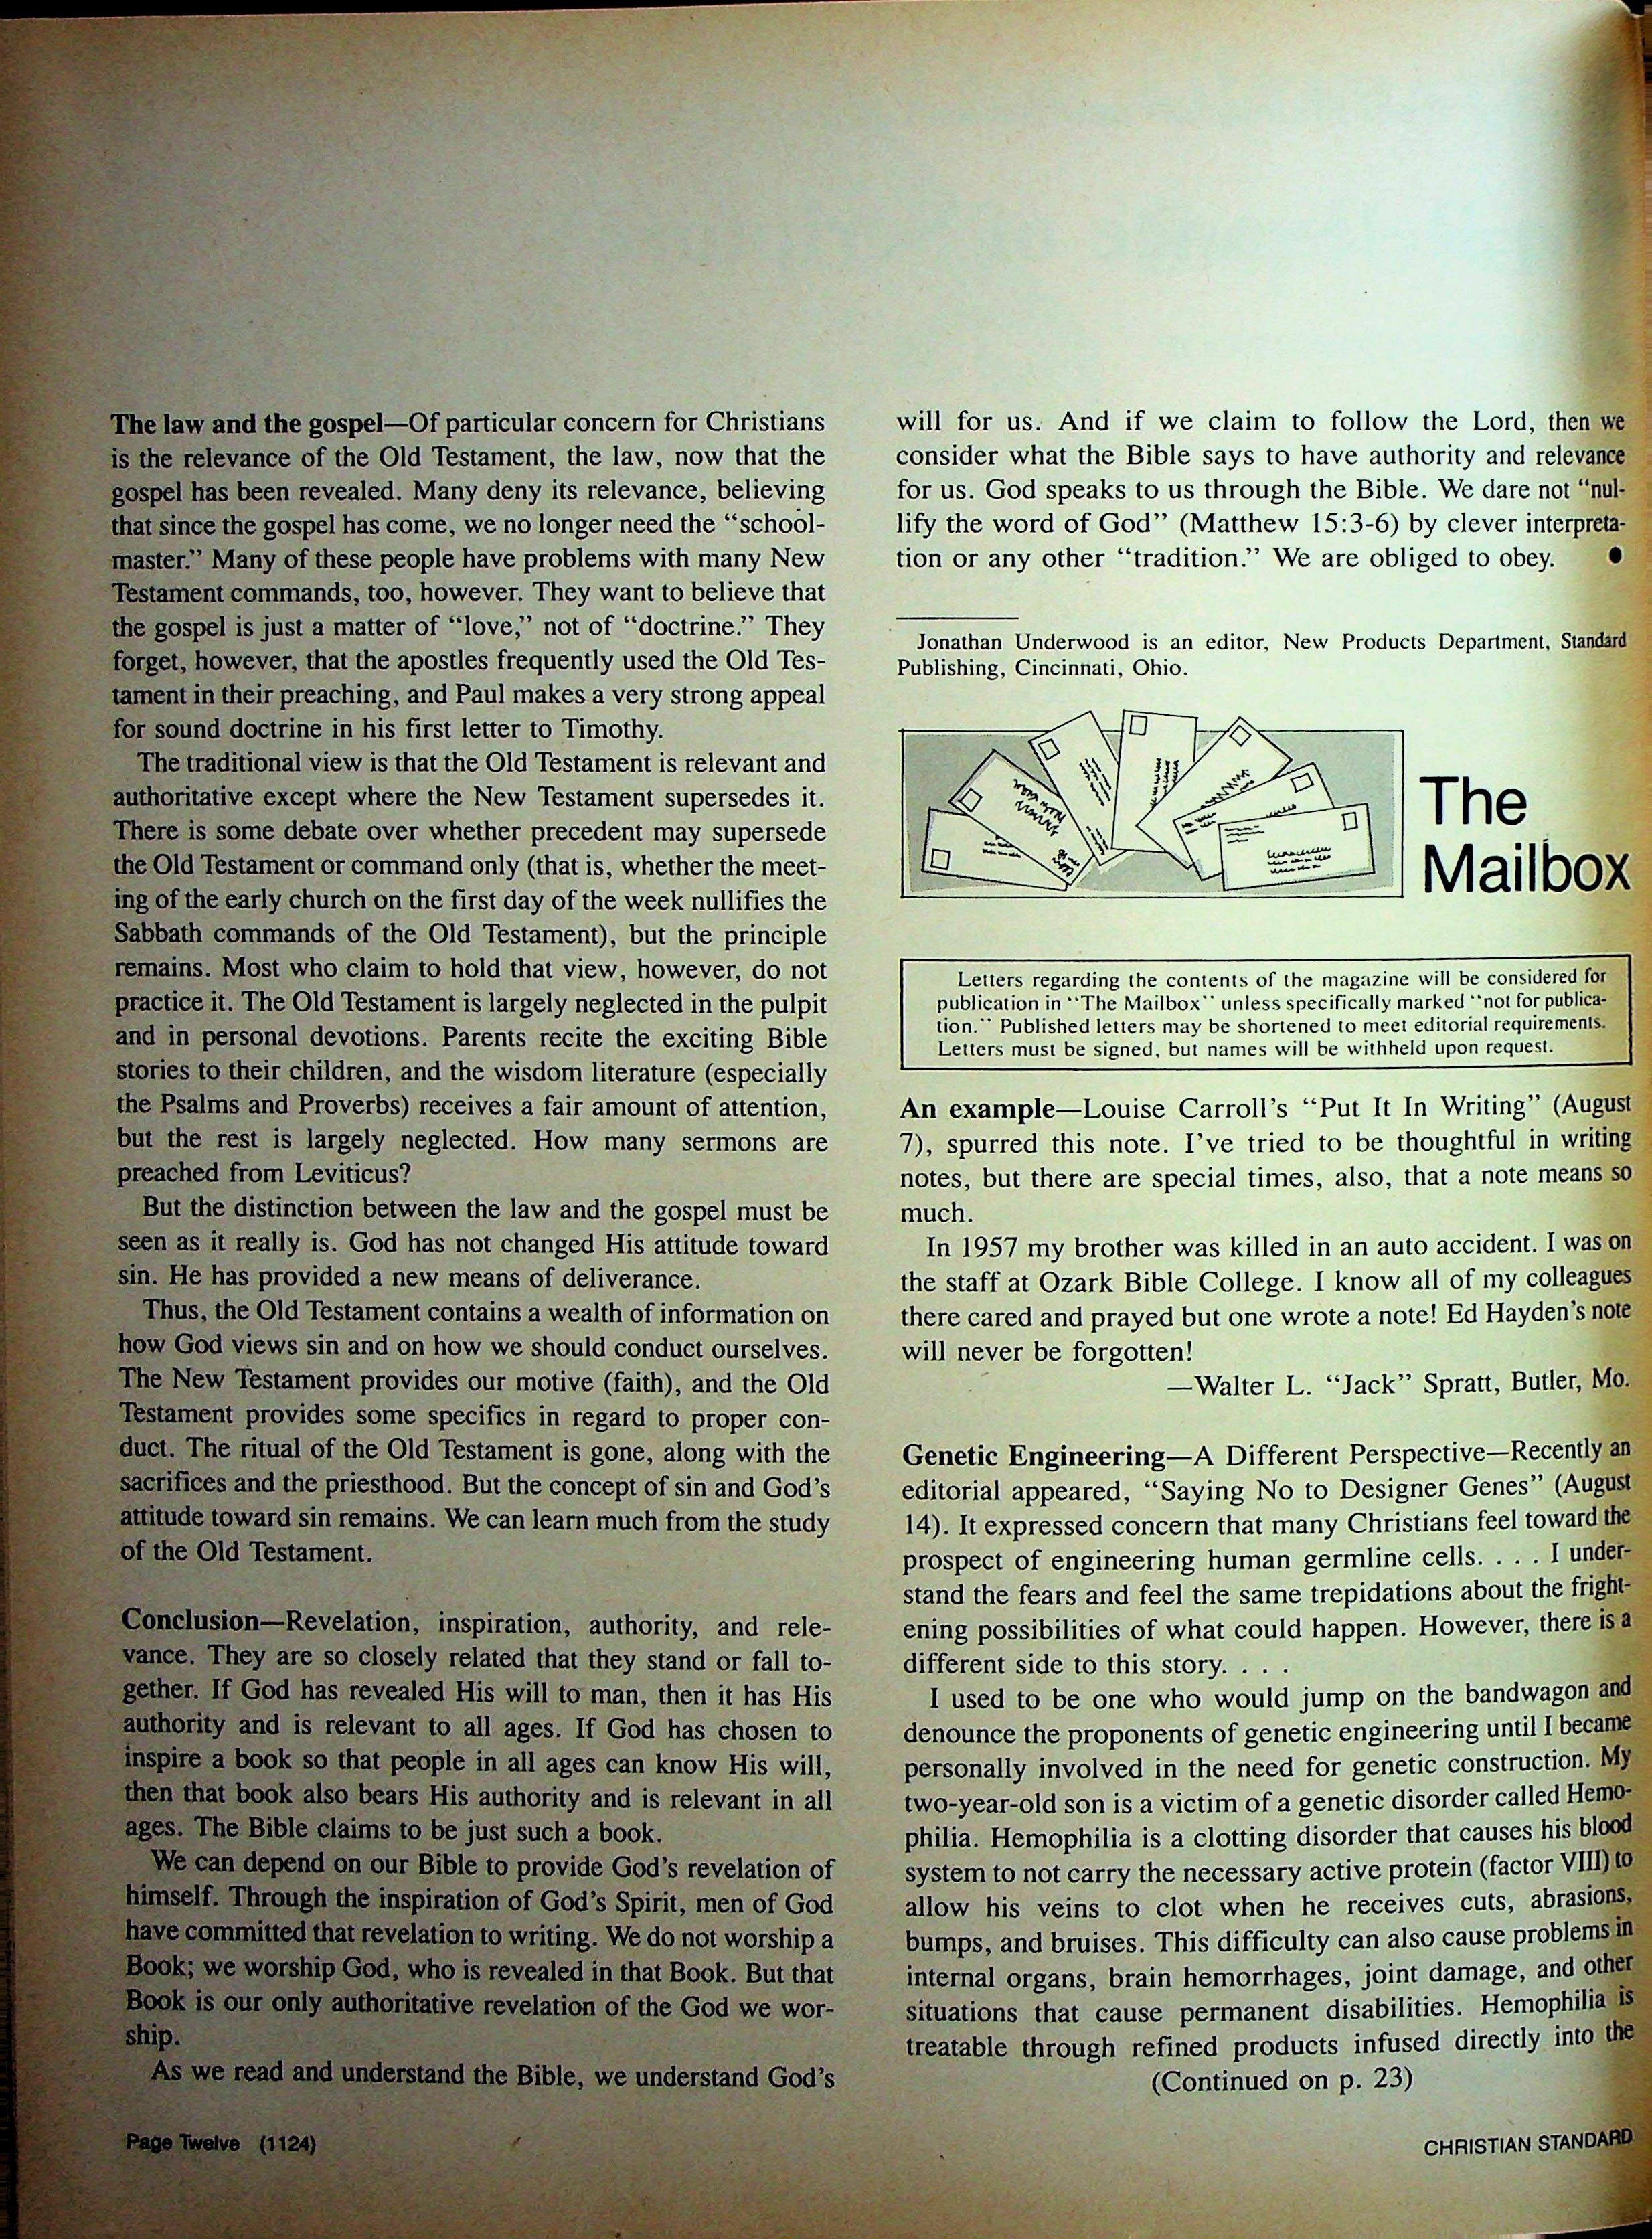 The law and the gospel—Of particular concern for Christians
is the relevance of the Old Testament, the law, now that the
gospel has been revealed. Many deny its relevance, believing
that since the gospel has come, we no longer need the “school-
master.” Many of these people have problems with many New
Testament commands, too, however. They want to believe that
the gospel is just a matter of “love,” not of “doctrine.” They
forget, however, that the apostles frequently used the Old Tes-
tament in their preaching, and Paul makes a very strong appeal
for sound doctrine in his first letter to Timothy.
The traditional view is that the Old Testament is relevant and
authoritative except where the New Testament supersedes it.
There is some debate over whether precedent may supersede
the Old Testament or command only (that is, whether the meet-
ing of the early church on the first day of the week nullifies the
Sabbath commands of the Old Testament), but the principle
remains. Most who claim to hold that view, however, do not
practice it. The Old Testament is largely neglected in the pulpit
and in personal devotions. Parents recite the exciting Bible
stories to their children, and the wisdom literature (especially
the Psalms and Proverbs) receives a fair amount of attention,
but the rest is largely neglected. How many sermons are
preached from Leviticus?
But the distinction between the law and the gospel must be
seen as it really is. God has not changed His attitude toward
sin. He has provided a new means of deliverance.
Thus, the Old Testament contains a wealth of information on
how God views sin and on how we should conduct ourselves.
The New Testament provides our motive (faith), and the Old
Testament provides some specifics in regard to proper con-
duct. The ritual of the Old Testament is gone, along with the
sacrifices and the priesthood. But the concept of sin and God’s
attitude toward sin remains. We can learn much from the study
of the Old Testament.
Conclusion—Revelation, inspiration, authority, and rele-
vance. They are so closely related that they stand or fall to-
gether. If God has revealed His will to man, then it has His
authority and is relevant to all ages. If God has chosen to
inspire a book so that people in all ages can know His will,
then that book also bears His authority and is relevant in all
ages. The Bible claims to be just such a book.
We can depend on our Bible to provide God’s revelation of
himself. Through the inspiration of God’s Spirit, men of God
have committed that revelation to writing. We do not worship a
Book; we worship God, who is revealed in that Book. But that
Book is our only authoritative revelation of the God we wor-
ship.
As we read and understand the Bible, we understand God’s
will for us. And if we claim to follow the Lord, then we
consider what the Bible says to have authority and relevance
for us. God speaks to us through the Bible. We dare not “nul-
lify the word of God” (Matthew 15:3-6) by clever interpreta-
tion or any other “tradition.” We are obliged to obey. ●
Jonathan Underwood is an editor, New Products Department, Standard
Publishing, Cincinnati, Ohio.
The
Mailbox
Letters regarding the contents of the magazine will be considered for
publication in “The Mailbox” unless specifically marked “not for publica-
tion.” Published letters may be shortened to meet editorial requirements.
Letters must be signed, but names will be withheld upon request.
An example—Louise Carroll’s “Put It In Writing” (August
7), spurred this note. I’ve tried to be thoughtful in writing
notes, but there are special times, also, that a note means so
much.
In 1957 my brother was killed in an auto accident. I was on
the staff at Ozark Bible College. I know all of my colleagues
there cared and prayed but one wrote a note! Ed Hayden’s note
will never be forgotten!
—Walter L. “Jack” Spratt, Butler, Mo.
Genetic Engineering—A Different Perspective—Recently an
editorial appeared, “Saying No to Designer Genes” (August
14). It expressed concern that many Christians feel toward the
prospect of engineering human germline cells. . . . I under-
stand the fears and feel the same trepidations about the fright-
ening possibilities of what could happen. However, there is a
different side to this story. . . .
I used to be one who would jump on the bandwagon and
denounce the proponents of genetic engineering until I became
personally involved in the need for genetic construction. My
two-year-old son is a victim of a genetic disorder called Hemo-
philia. Hemophilia is a clotting disorder that causes his blood
system to not carry the necessary active protein (factor VIII) to
allow his veins to clot when he receives cuts, abrasions,
bumps, and bruises. This difficulty can also cause problems in
internal organs, brain hemorrhages, joint damage, and other
situations that cause permanent disabilities. Hemophilia is
treatable through refined products infused directly into the
(Continued on p. 23)
Page Twelve (1124)
CHRISTIAN STANDARD